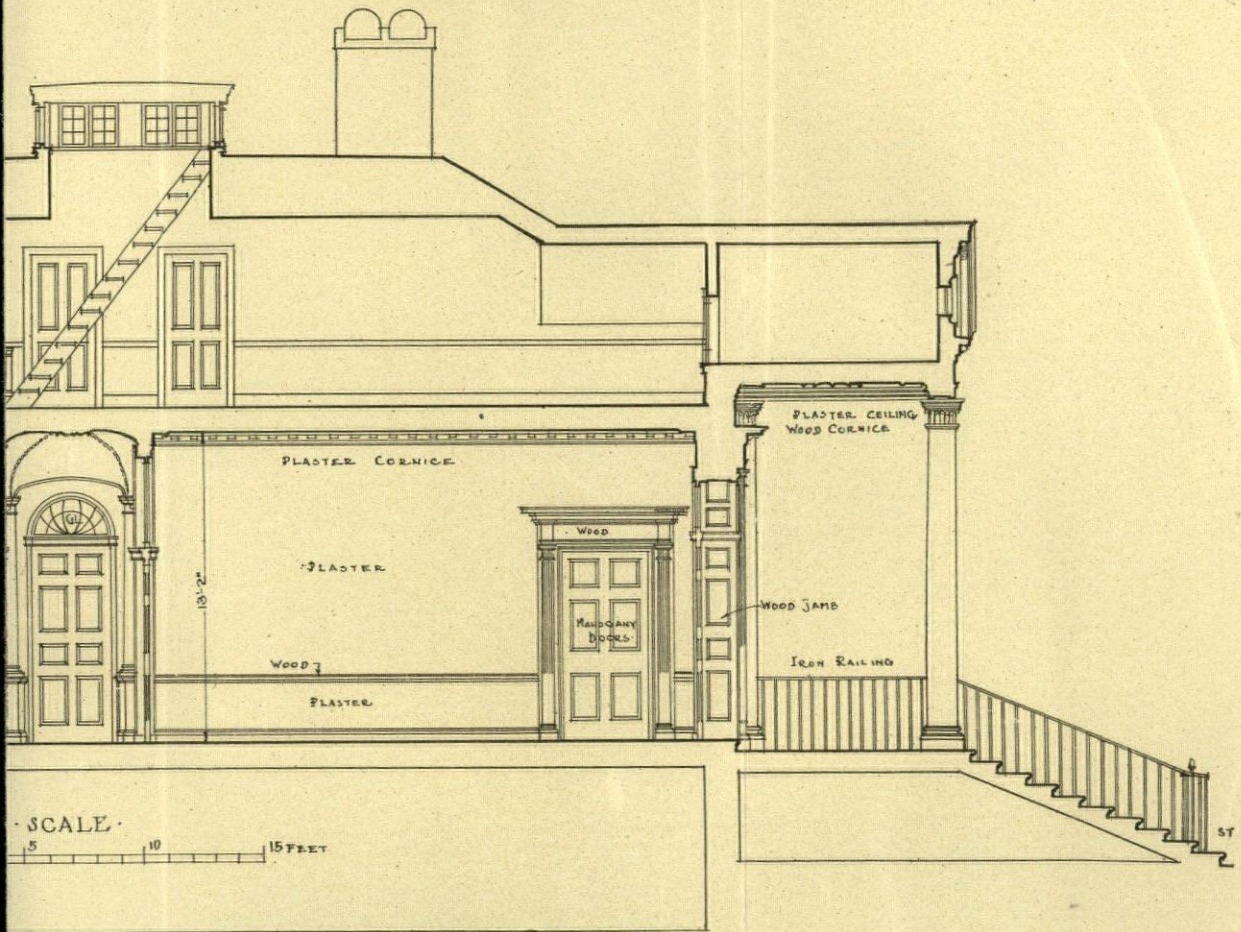 PLASTER CEILING
WOOD CORNICE
PLASTER CORNICE
GL
WOOD
PLASTER
13'-2"
MAHOGANY
DOORS
WOOD JAMB
WOOD
IRON RAILING
PLASTER
· SCALE ·
5 10 15 FEET
ST